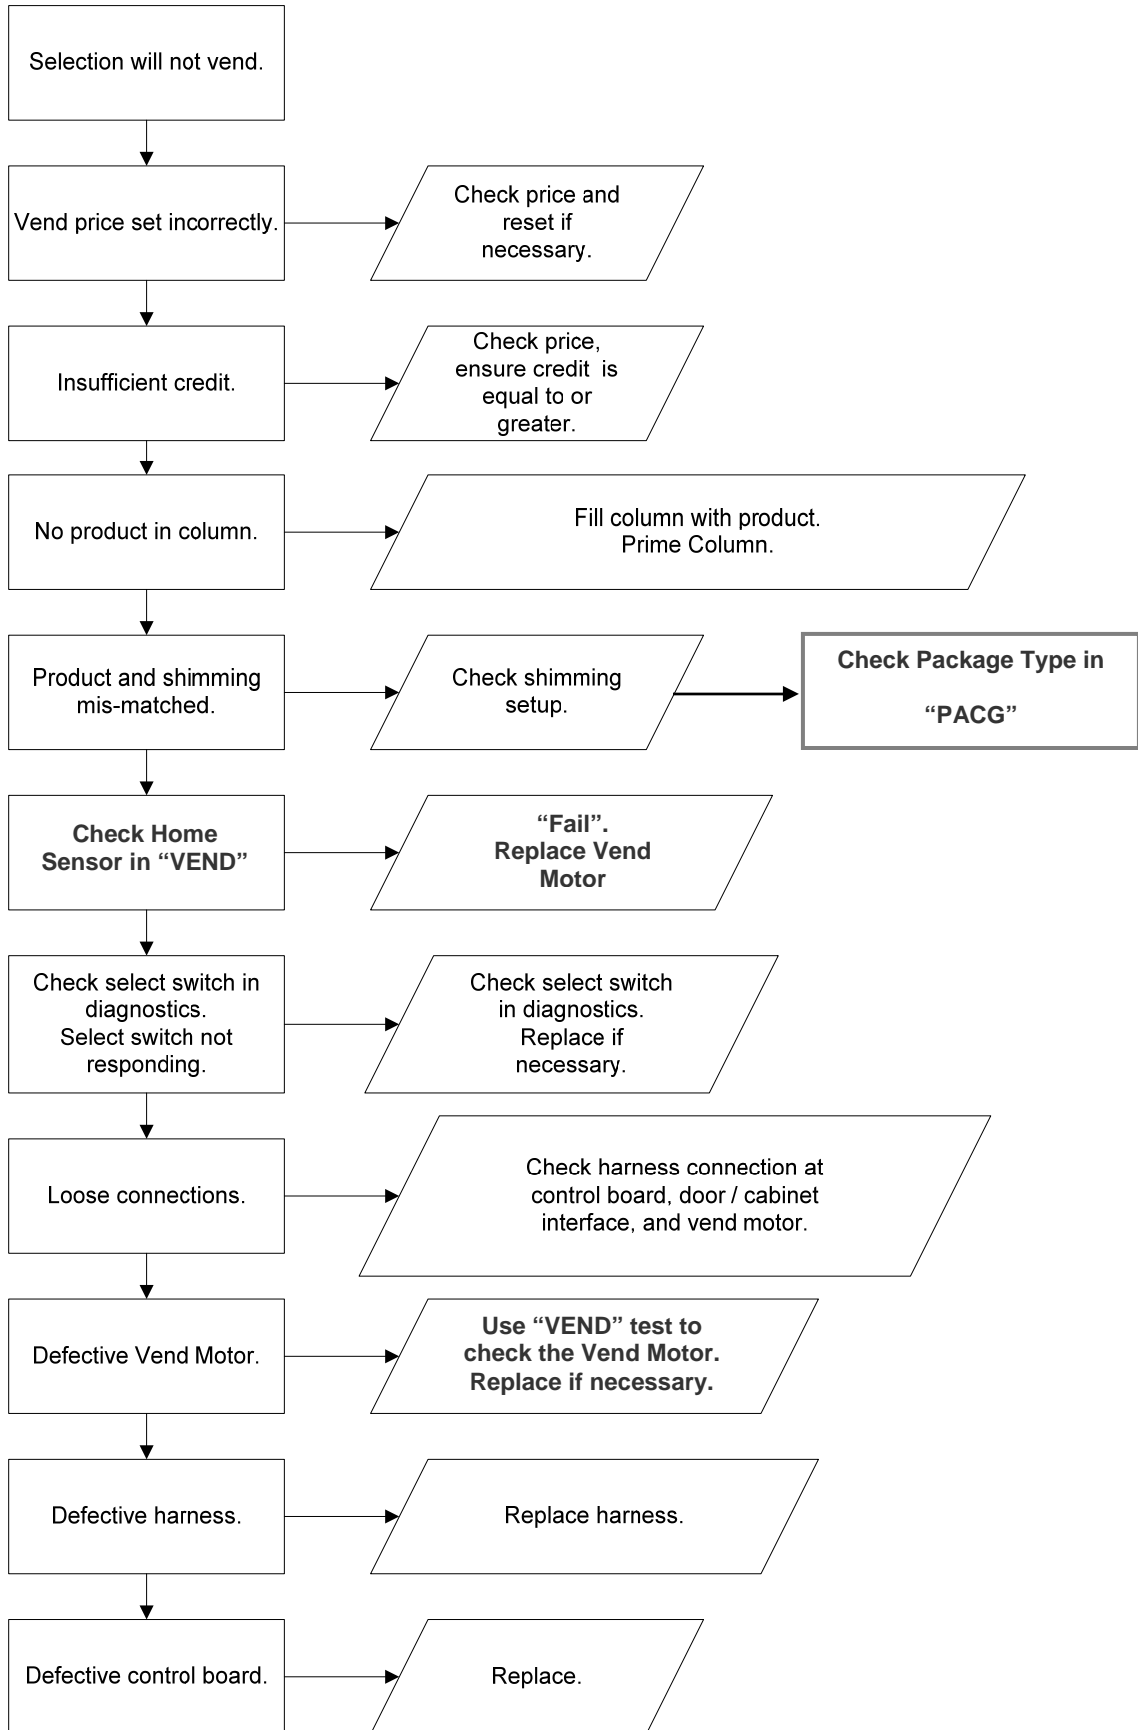 Selection will not vend.
Vend price set incorrectly.
Check price and
reset if
necessary.
Insufficient credit.
Check price,
ensure credit is
equal to or
greater.
No product in column.
Fill column with product.
Prime Column.
Product and shimming
mis-matched.
Check shimming
setup.
Check Package Type in
“PACG”
Check Home
Sensor in “VEND”
“Fail”.
Replace Vend
Motor
Check select switch in
diagnostics.
Select switch not
responding.
Check select switch
in diagnostics.
Replace if
necessary.
Loose connections.
Check harness connection at
control board, door / cabinet
interface, and vend motor.
Defective Vend Motor.
Use “VEND” test to
check the Vend Motor.
Replace if necessary.
Defective harness.
Replace harness.
Defective control board.
Replace.